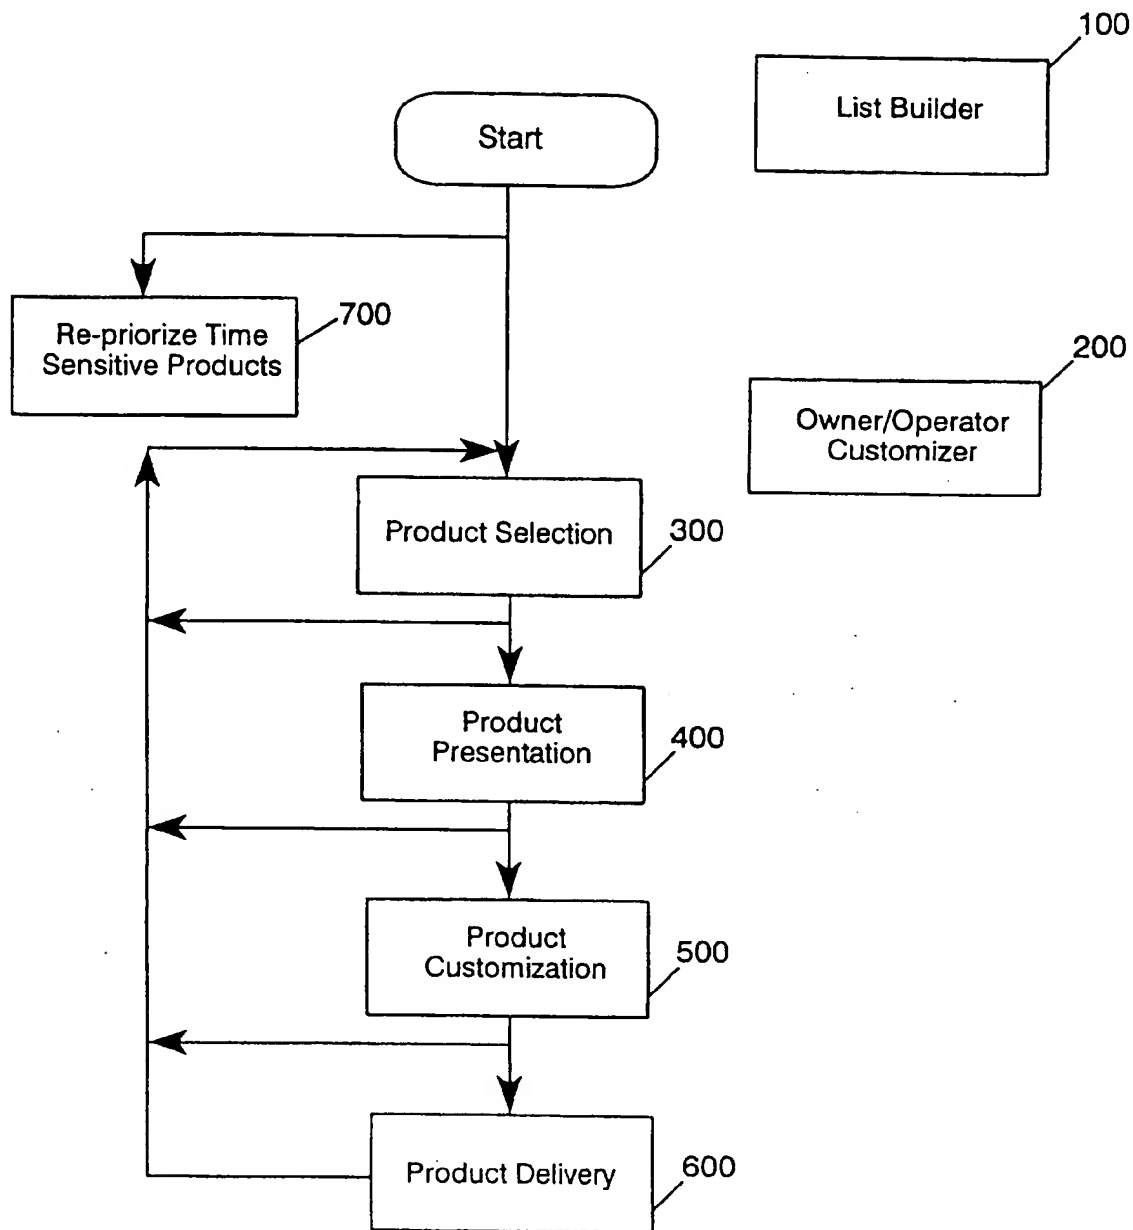 100
List Builder
Start
Re-priorize Time
Sensitive Products
700
200
Owner/Operator
Customizer
Product Selection
300
Product
Presentation
400
Product
Customization
500
Product Delivery
600